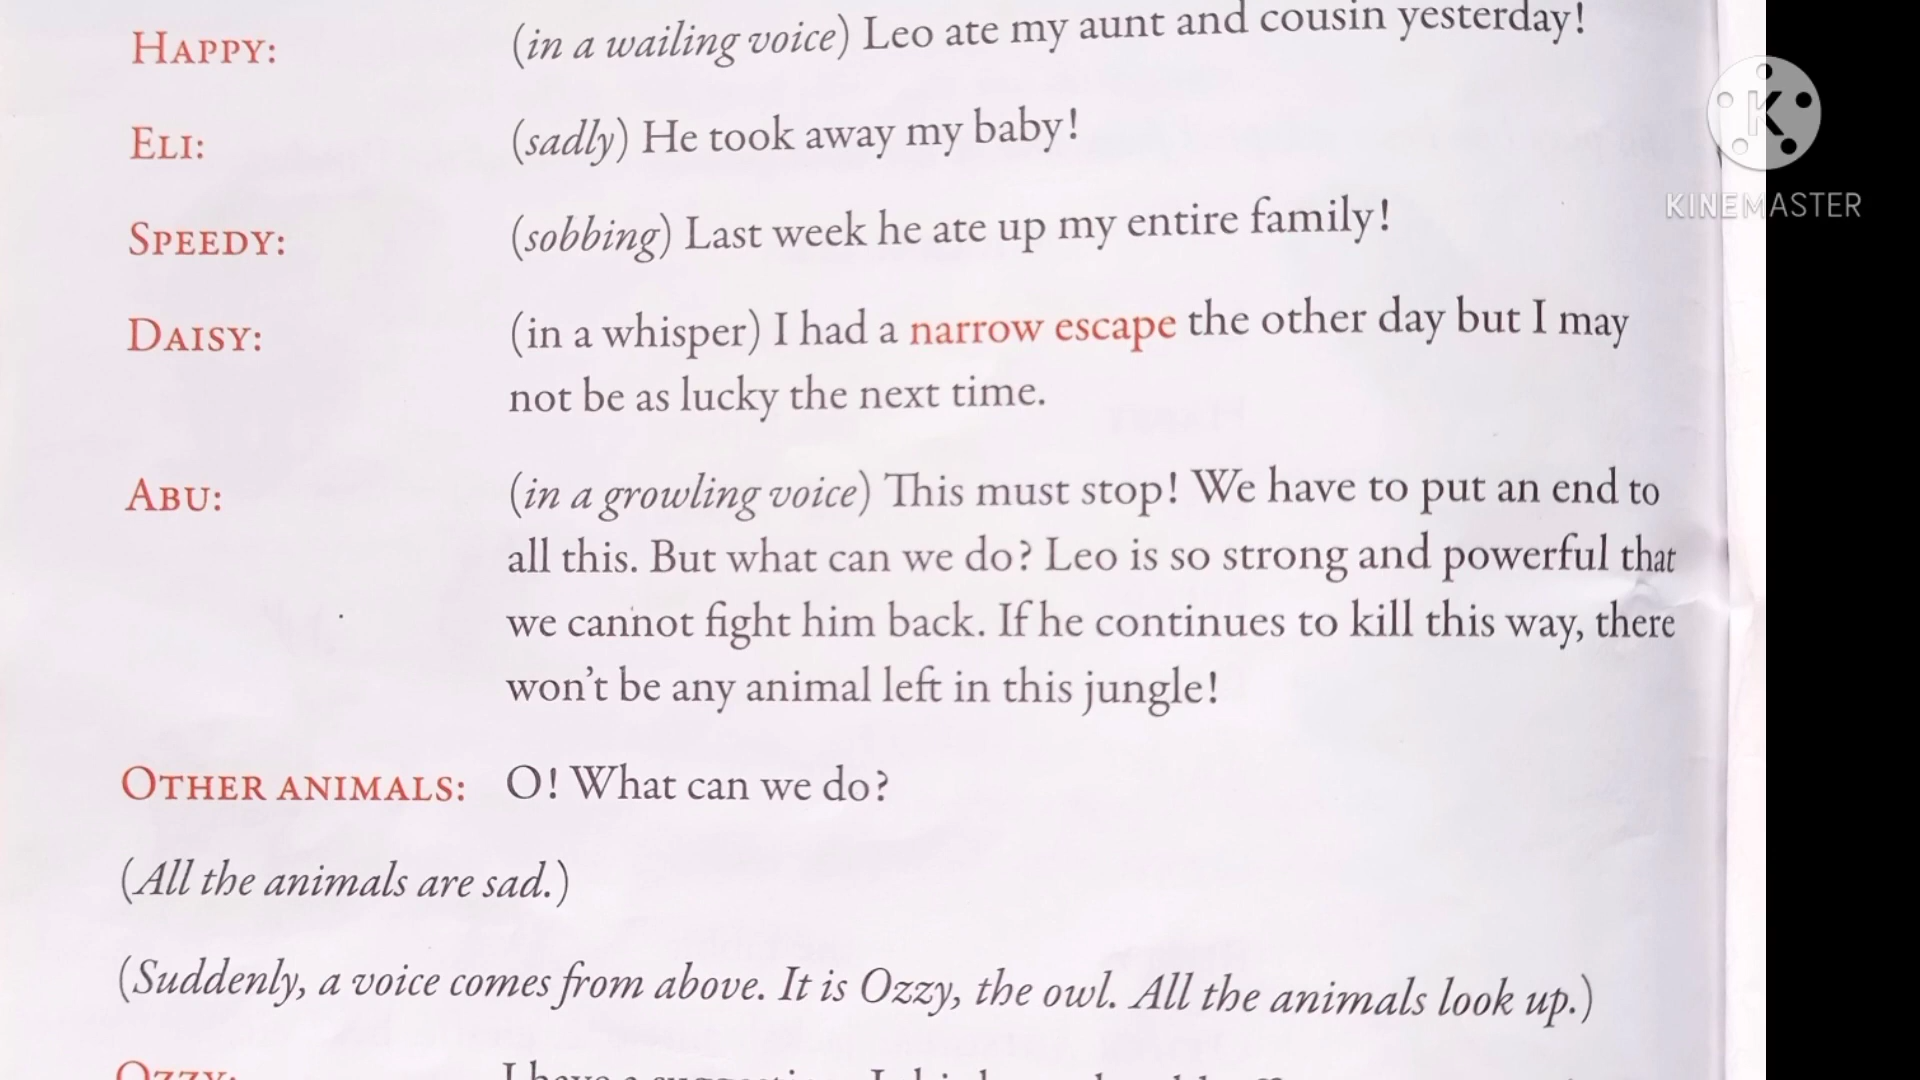 HAPPY: (in a wailing voice) Leo ate my aunt and cousin yesterday!
ELI: (sadly) He took away my baby!
SPEEDY: (sobbing) Last week he ate up my entire family!
DAISY: (in a whisper) I had a narrow escape the other day but I may
not be as lucky the next time.
ABU: (in a growling voice) This must stop! We have to put an end to
all this. But what can we do? Leo is so strong and powerful that
we cannot fight him back. If he continues to kill this way, there
won't be any animal left in this jungle!
OTHER ANIMALS: O! What can we do?
(All the animals are sad.)
(Suddenly, a voice comes from above. It is Ozzy, the owl. All the animals look up.)
OZZY: I have a
K
KINEMASTER